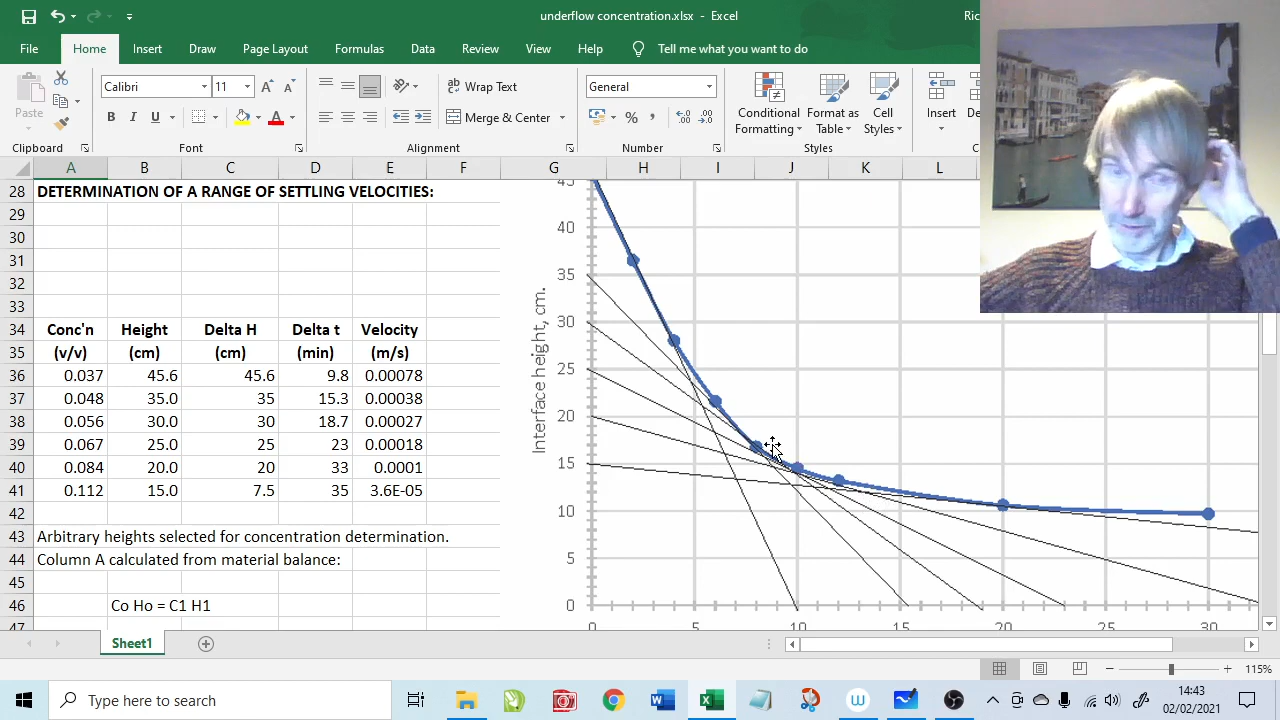 underflow concentration.xlsx - Excel
File Home Insert Draw Page Layout Formulas Data Review View Help Tell me what you want to do
Paste
Calibri 11
Wrap Text
General
Merge & Center
Conditional Formatting
Format as Table
Cell Styles
Insert
Clipboard Font Alignment Number Styles
A B C D E F G H I J K L
28 DETERMINATION OF A RANGE OF SETTLING VELOCITIES:
29
30
31
32
33
34 Conc'n Height Delta H Delta t Velocity
35 (v/v) (cm) (cm) (min) (m/s)
36 0.037 45.6 45.6 9.8 0.00078
37 0.048 35.0 35 15.3 0.00038
38 0.056 30.0 30 18.7 0.00027
39 0.067 25.0 25 23 0.00018
40 0.084 20.0 20 33 0.0001
41 0.112 15.0 7.5 35 3.6E-05
42
43 Arbitrary heights selected for concentration determination.
44 Column A calculated from material balance:
45
46 Co Ho = C1 H1
47
Interface height, cm.
45
40
35
30
25
20
15
10
5
0
0 5 10 15 20 25 30
Sheet1
115%
Type here to search
14:43
02/02/2021